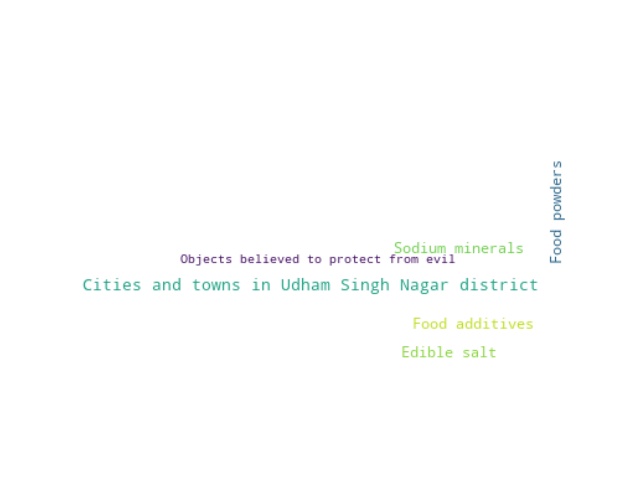 Food powders
Sodium minerals
Objects believed to protect from evil
Cities and towns in Udham Singh Nagar district
Food additives
Edible salt